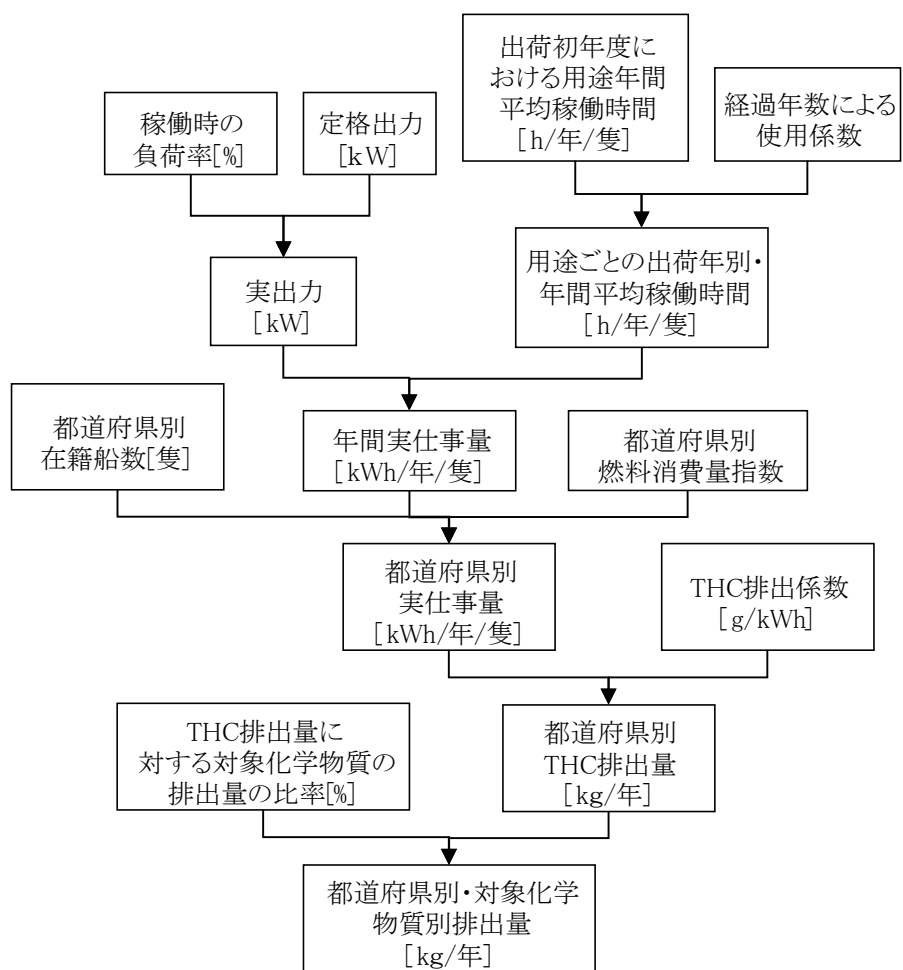 出荷初年度に
おける用途年間
平均稼働時間
[h/年/隻]
稼働時の
負荷率[%]
定格出力
[kW]
経過年数による
使用係数
実出力
[kW]
用途ごとの出荷年別・
年間平均稼働時間
[h/年/隻]
都道府県別
在籍船数[隻]
年間実仕事量
[kWh/年/隻]
都道府県別
燃料消費量指数
都道府県別
実仕事量
[kWh/年/隻]
THC排出係数
[g/kWh]
THC排出量に
対する対象化学物質の
排出量の比率[%]
都道府県別
THC排出量
[kg/年]
都道府県別・対象化学
物質別排出量
[kg/年]